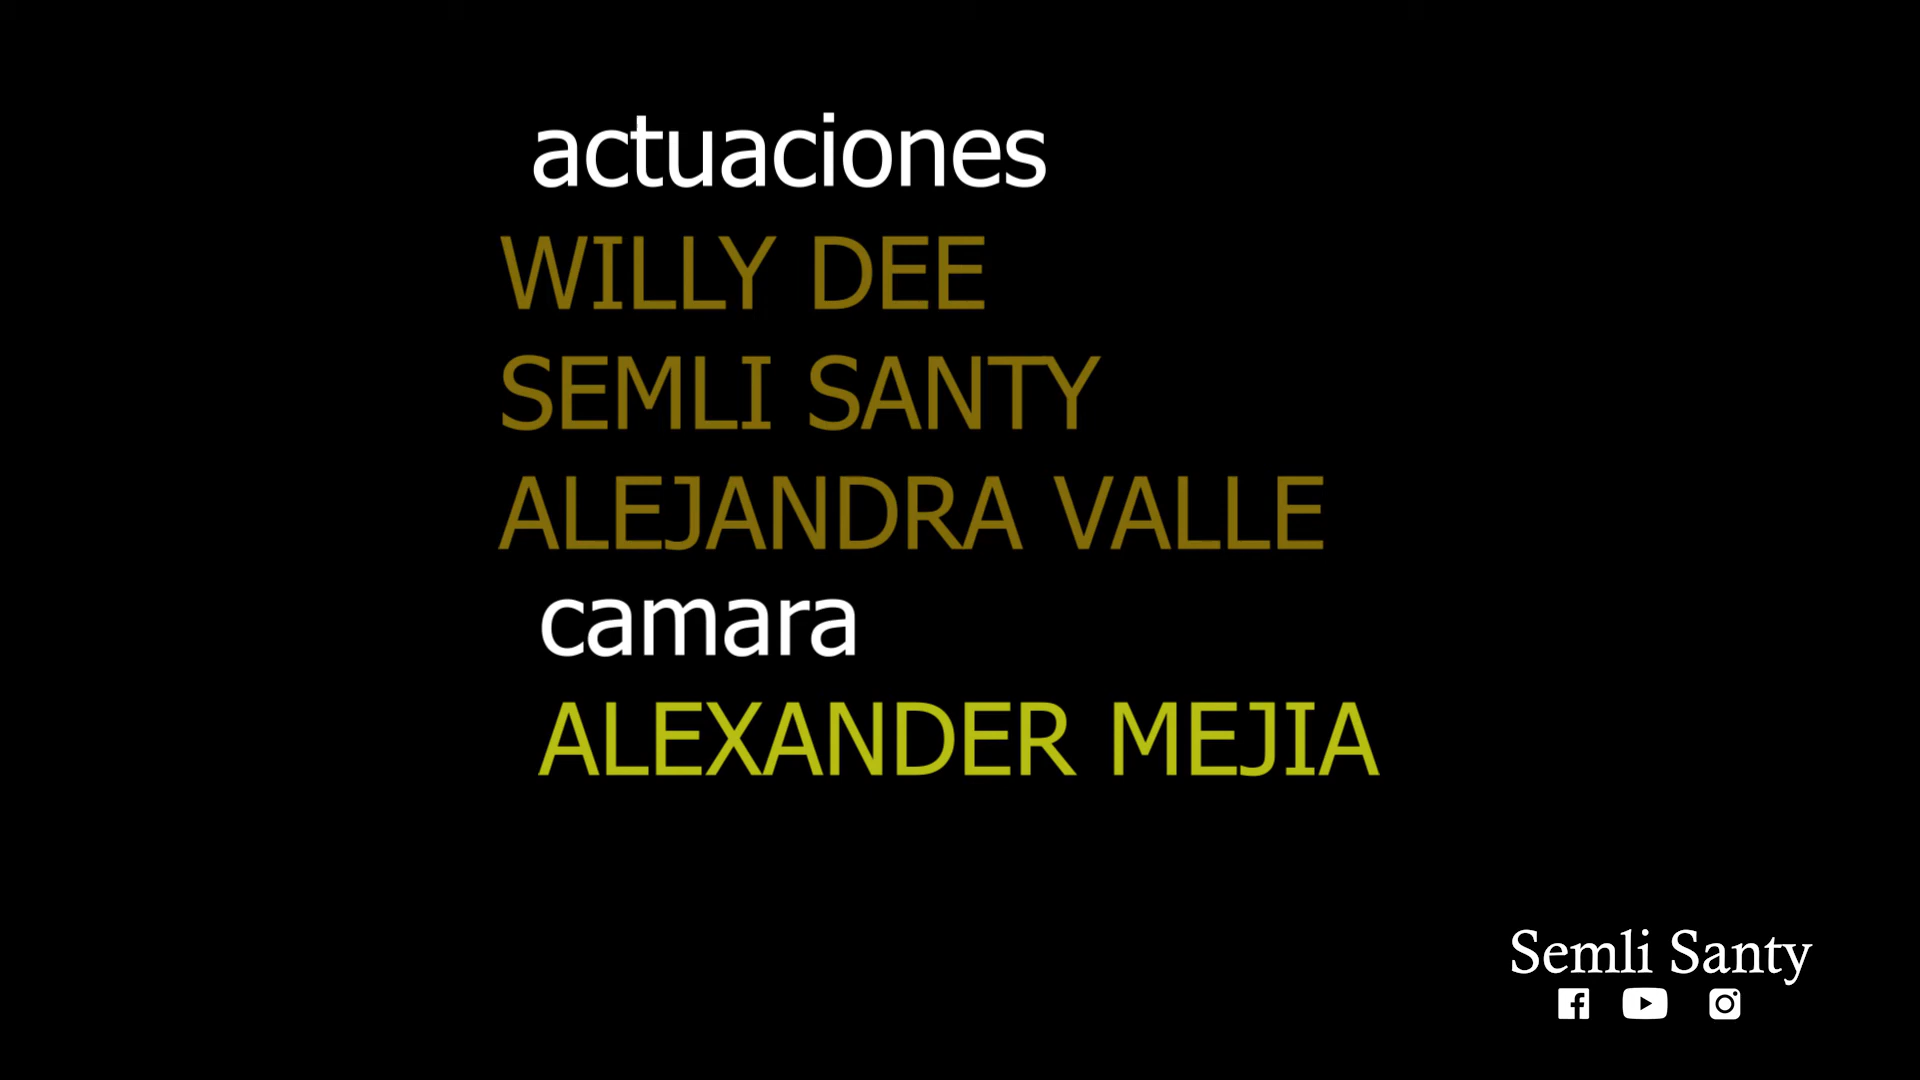 actuaciones
WILLY DEE
SEMLI SANTY
ALEJANDRA VALLE
camara
ALEXANDER MEJIA
Semli Santy